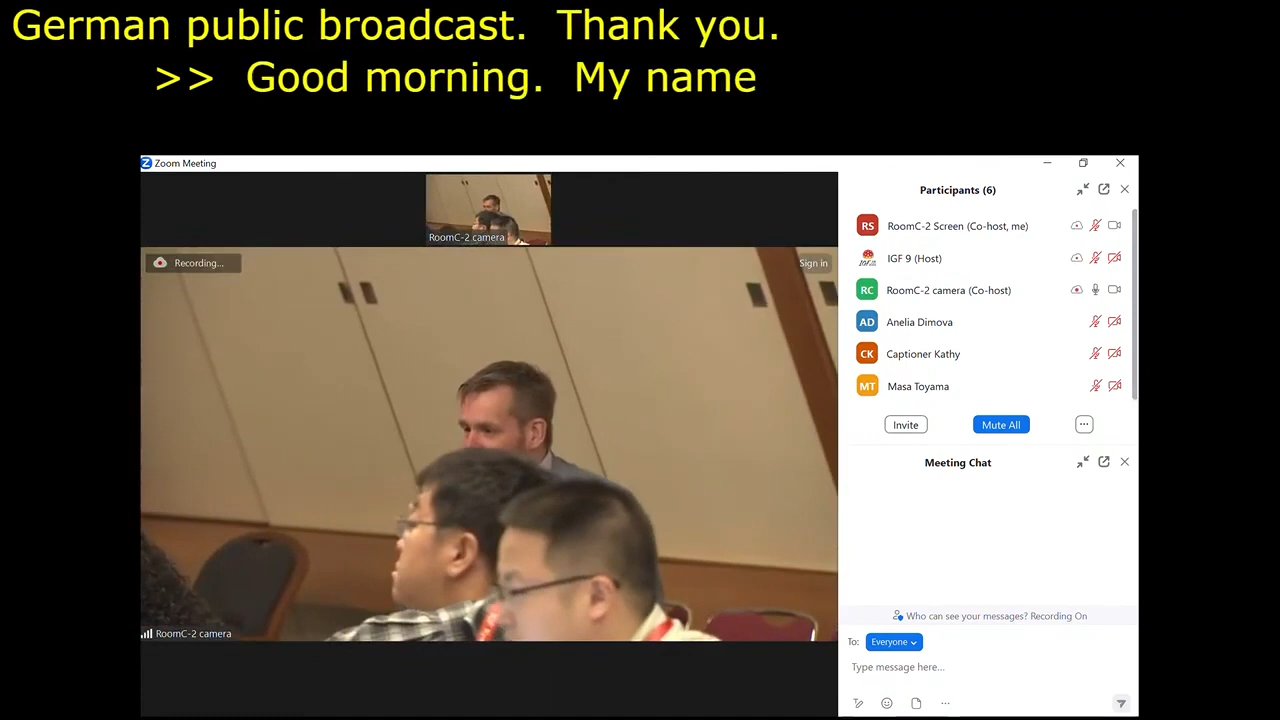 German public broadcast. Thank you.
>> Good morning. My name
Zoom Meeting
RoomC-2 camera
Recording...
Sign in
RoomC-2 camera
Participants (6)
RS RoomC-2 Screen (Co-host, me)
IGF 9 (Host)
RC RoomC-2 camera (Co-host)
AD Anelia Dimova
CK Captioner Kathy
MT Masa Toyama
Invite Mute All
Meeting Chat
Who can see your messages? Recording On
To: Everyone
Type message here...